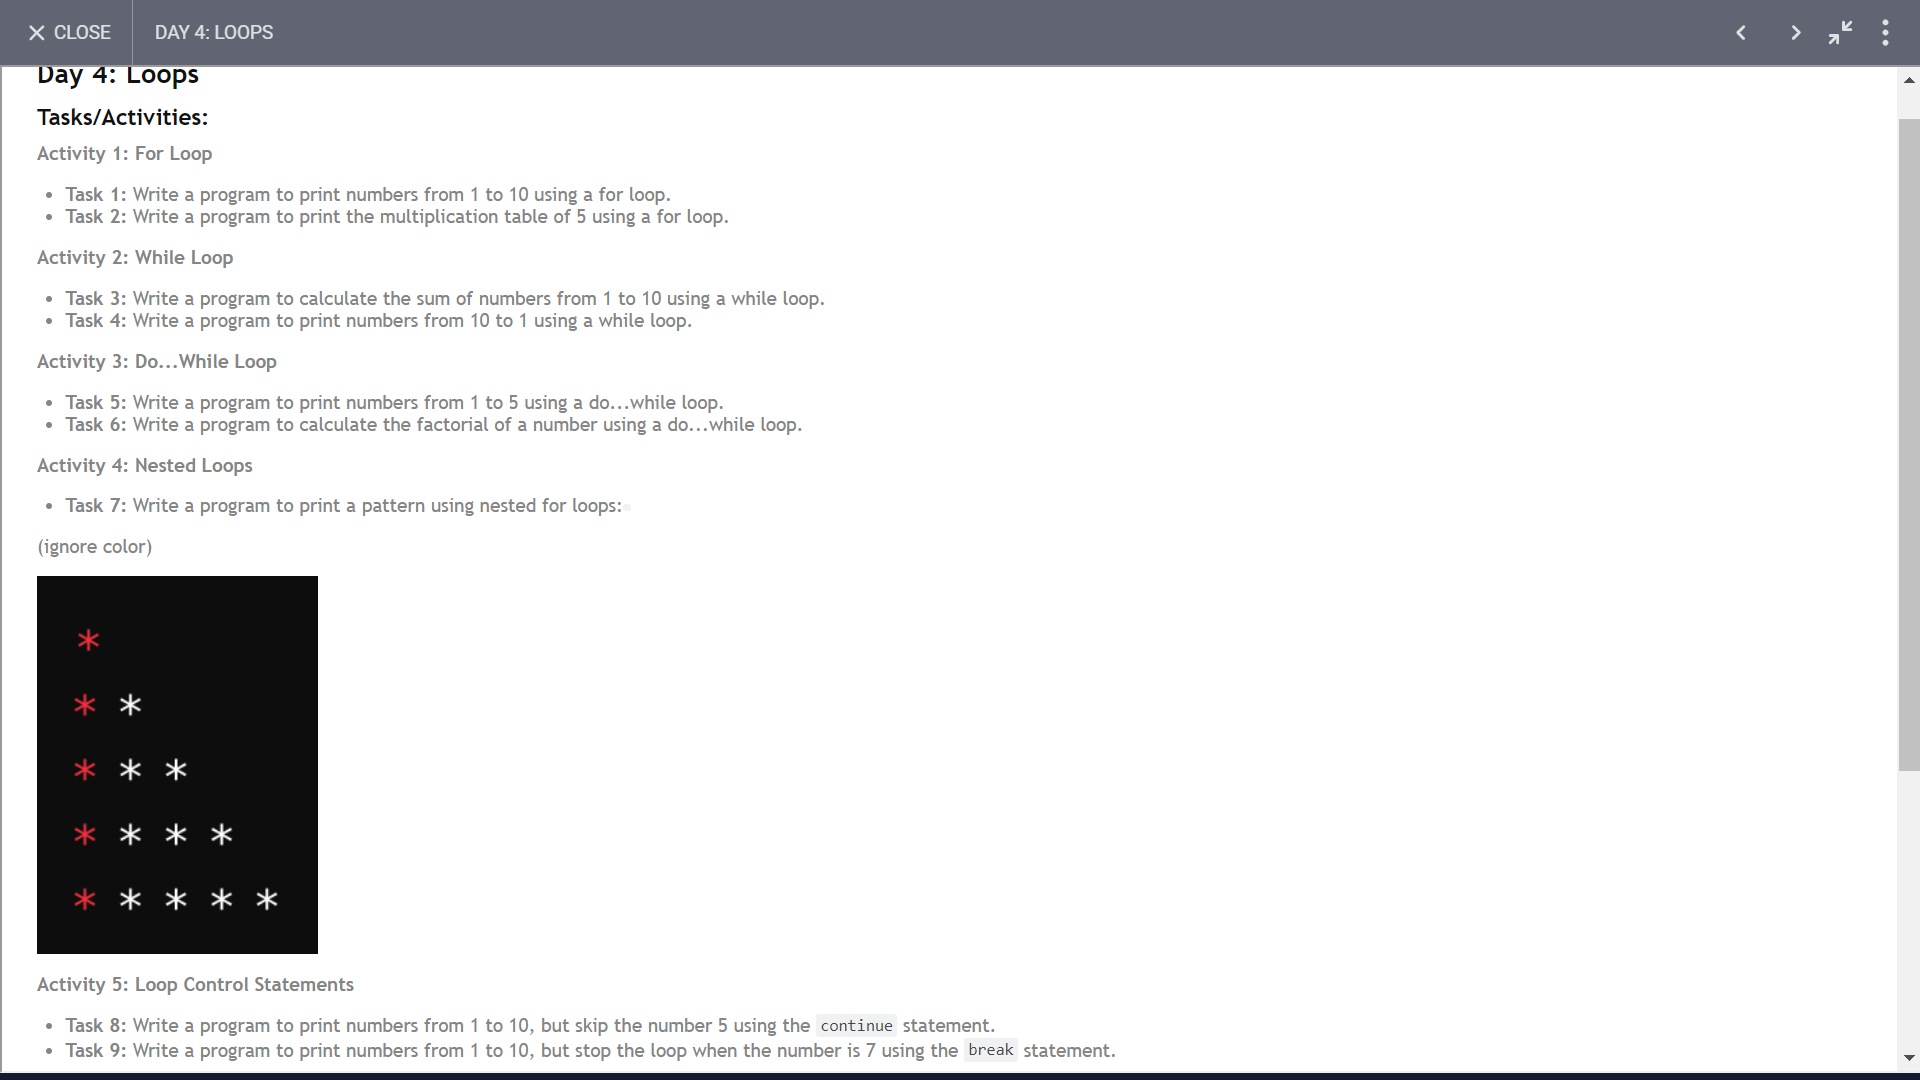 CLOSE DAY 4: LOOPS
Day 4: Loops
Tasks/Activities:
Activity 1: For Loop
• Task 1: Write a program to print numbers from 1 to 10 using a for loop.
• Task 2: Write a program to print the multiplication table of 5 using a for loop.
Activity 2: While Loop
• Task 3: Write a program to calculate the sum of numbers from 1 to 10 using a while loop.
• Task 4: Write a program to print numbers from 10 to 1 using a while loop.
Activity 3: Do...While Loop
• Task 5: Write a program to print numbers from 1 to 5 using a do...while loop.
• Task 6: Write a program to calculate the factorial of a number using a do...while loop.
Activity 4: Nested Loops
• Task 7: Write a program to print a pattern using nested for loops:
(ignore color)
*
* *
* * *
* * * *
* * * * *
Activity 5: Loop Control Statements
• Task 8: Write a program to print numbers from 1 to 10, but skip the number 5 using the continue statement.
• Task 9: Write a program to print numbers from 1 to 10, but stop the loop when the number is 7 using the break statement.